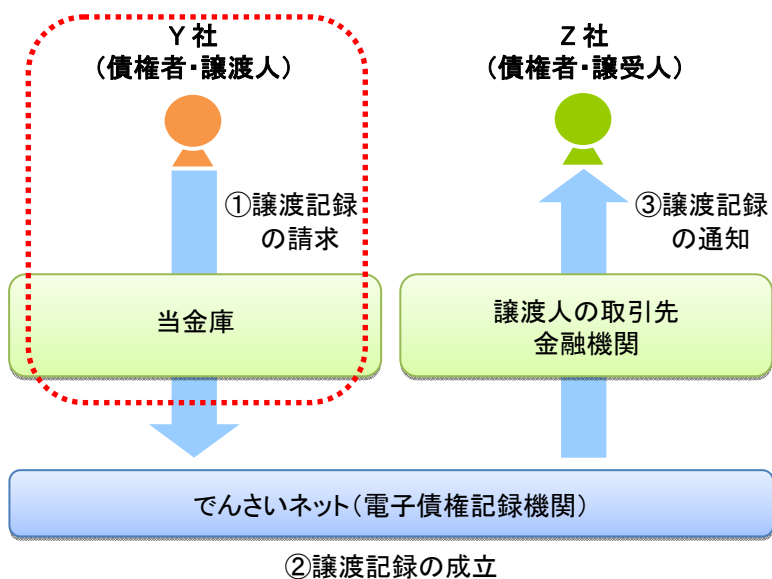 Y 社
(債権者・譲渡人)
Z 社
(債権者・譲受人)
①譲渡記録
の請求
③譲渡記録
の通知
当金庫
譲渡人の取引先
金融機関
でんさいネット(電子債権記録機関)
②譲渡記録の成立